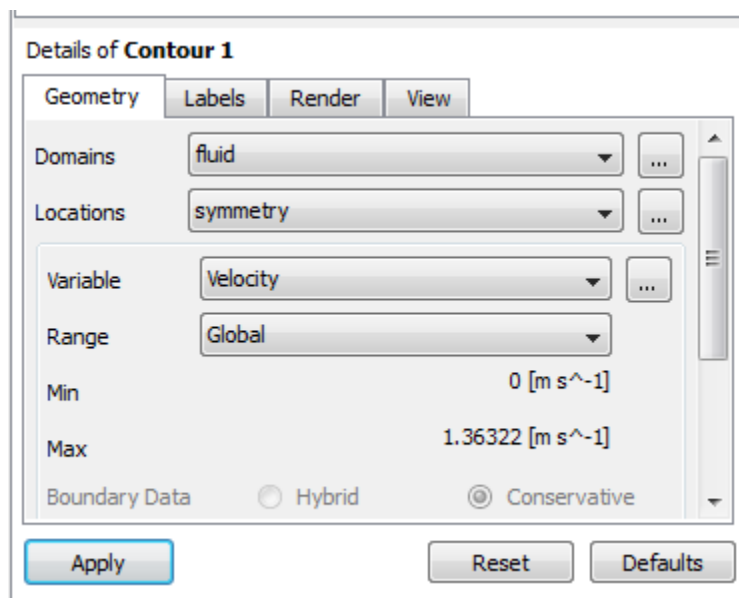 Details of Contour 1
Geometry Labels Render View
Domains fluid ...
Locations symmetry ...
Variable Velocity ...
Range Global
Min 0 [m s^-1]
Max 1.36322 [m s^-1]
Boundary Data Hybrid Conservative
Apply Reset Defaults